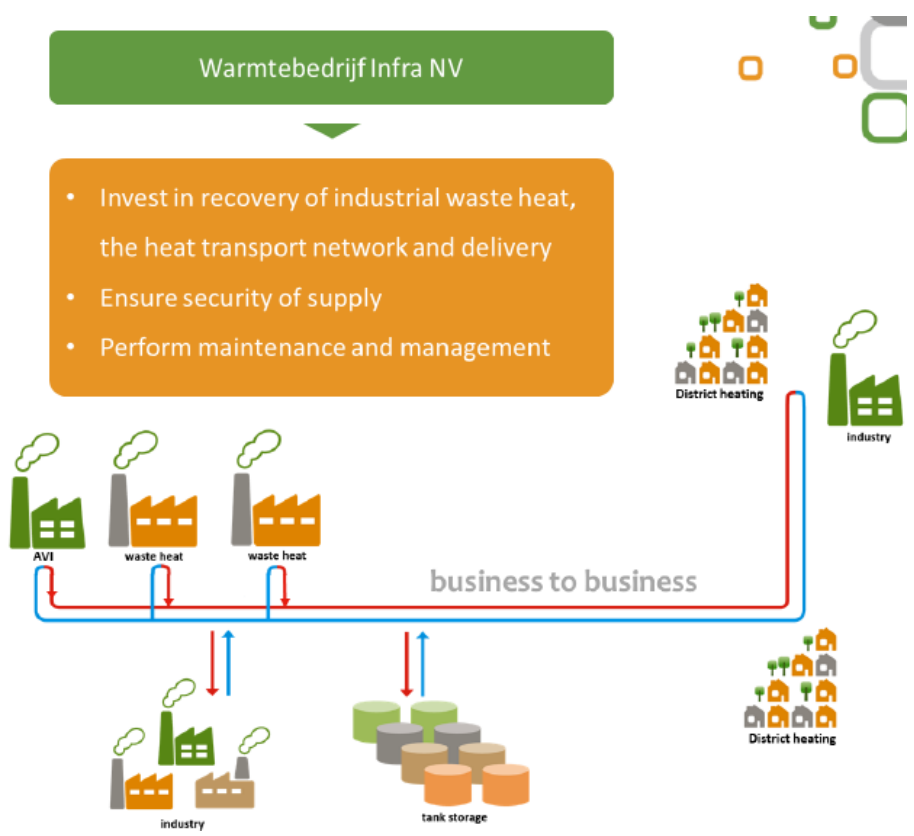 Warmtebedrijf Infra NV
• Invest in recovery of industrial waste heat,
the heat transport network and delivery
• Ensure security of supply
• Perform maintenance and management
District heating
industry
AVI
waste heat
waste heat
business to business
industry
tank storage
District heating